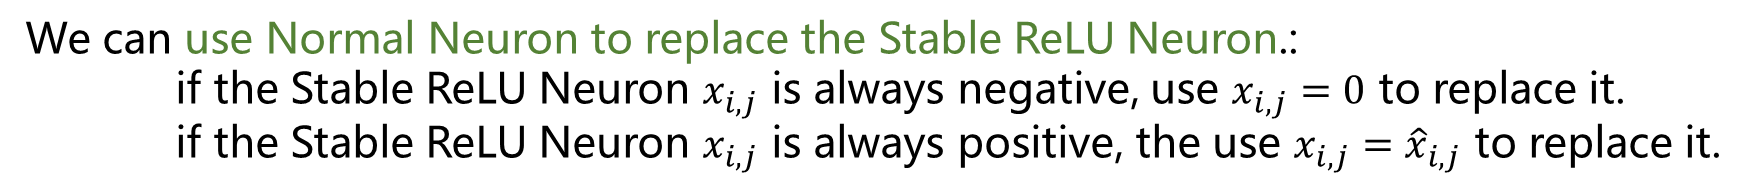 We can use Normal Neuron to replace the Stable ReLU Neuron.:
if the Stable ReLU Neuron $x_{i,j}$ is always negative, use $x_{i,j} = 0$ to replace it.
if the Stable ReLU Neuron $x_{i,j}$ is always positive, the use $x_{i,j} = \hat{x}_{i,j}$ to replace it.